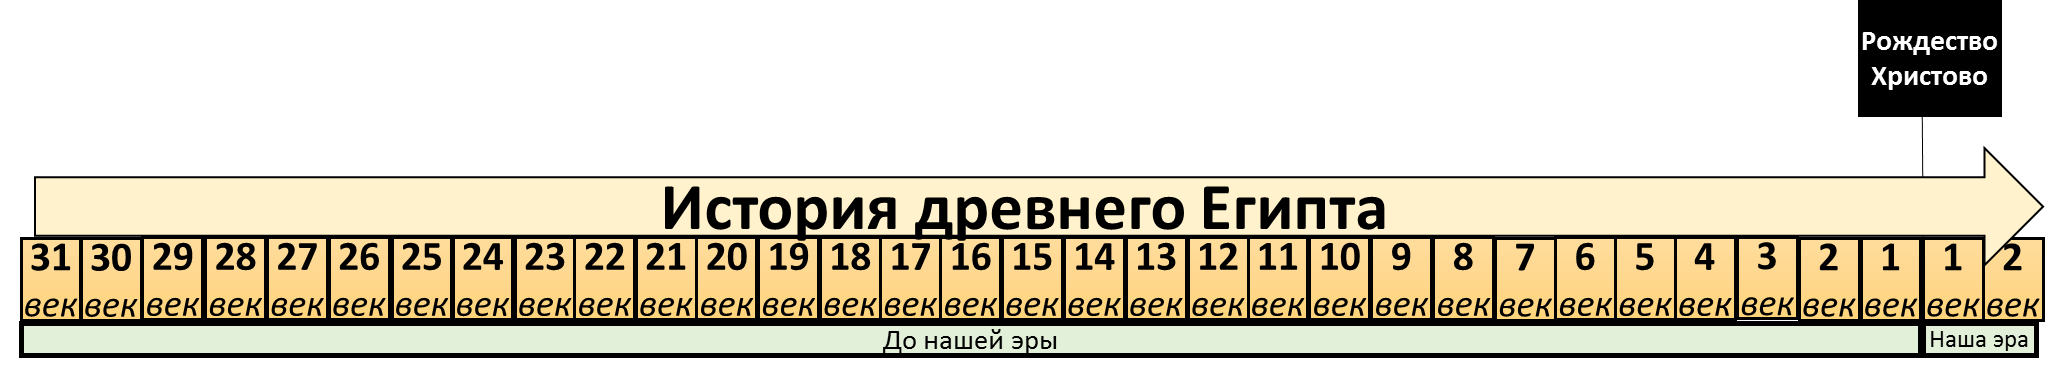 Рождество
Христово
История древнего Египта
31 30 29 28 27 26 25 24 23 22 21 20 19 18 17 16 15 14 13 12 11 10 9 8 7 6 5 4 3 2 1 1 2
век век век век век век век век век век век век век век век век век век век век век век век век век век век век век век век век век
До нашей эры
Наша эра